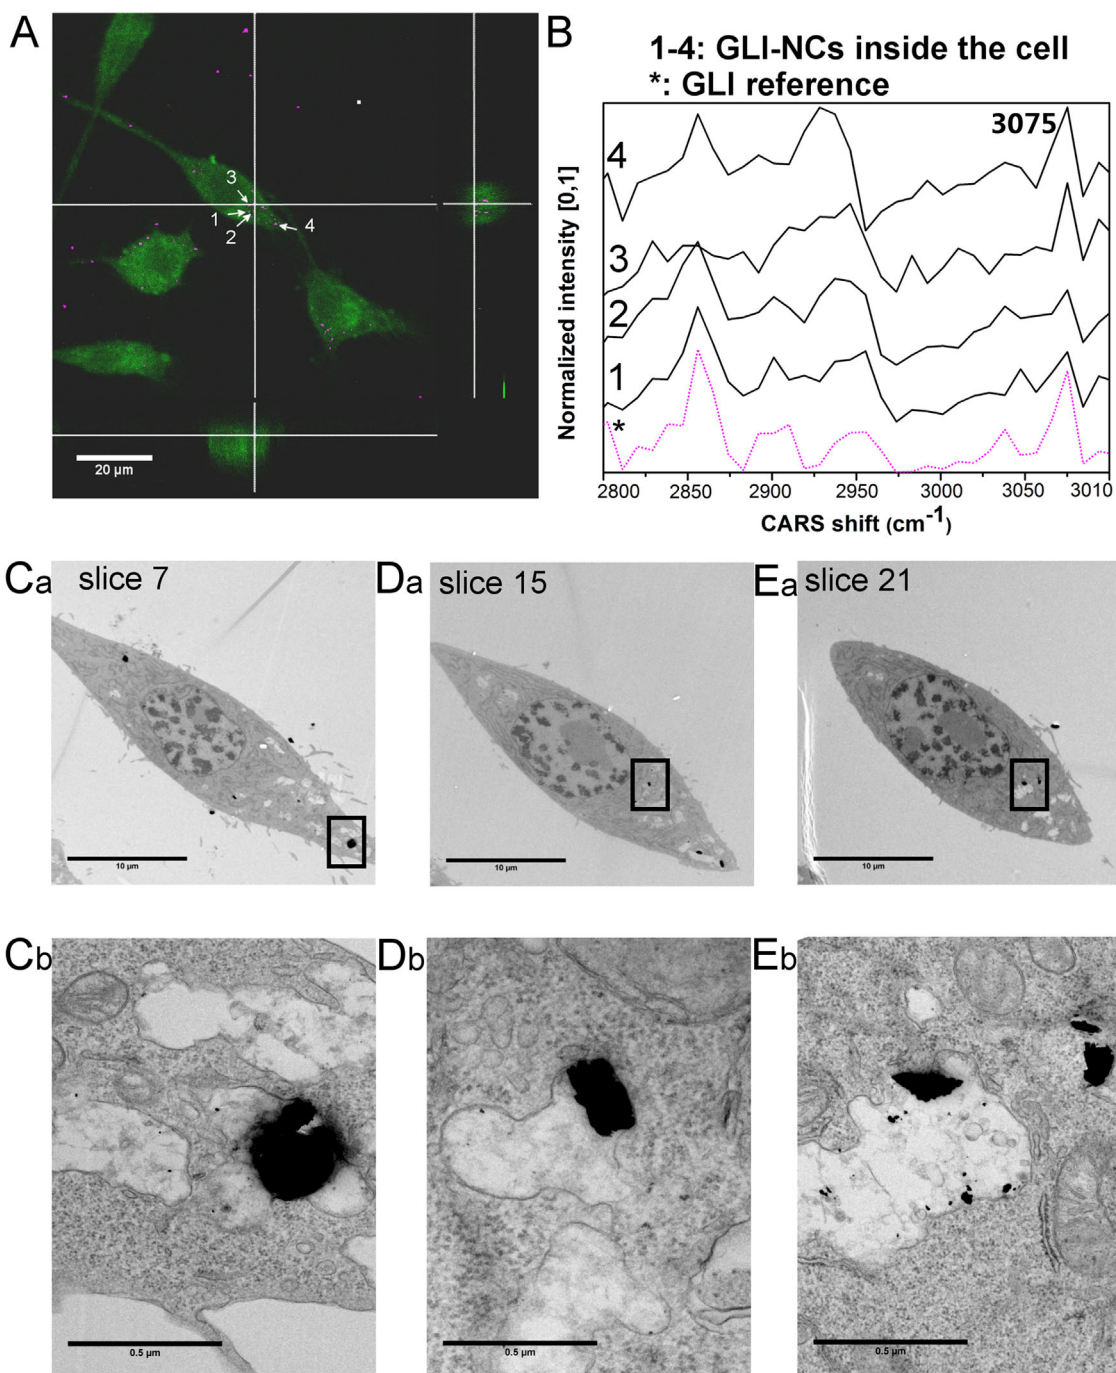 A
3
1
2
4
20 µm
B
1-4: GLI-NCs inside the cell
*: GLI reference
3075
4
3
2
1
*
Normalized intensity [0,1]
2800 2850 2900 2950 3000 3050 3010
CARS shift (cm-1)
Ca slice 7
10 µm
Da slice 15
10 µm
Ea slice 21
10 µm
Cb
0.5 µm
Db
0.5 µm
Eb
0.5 µm